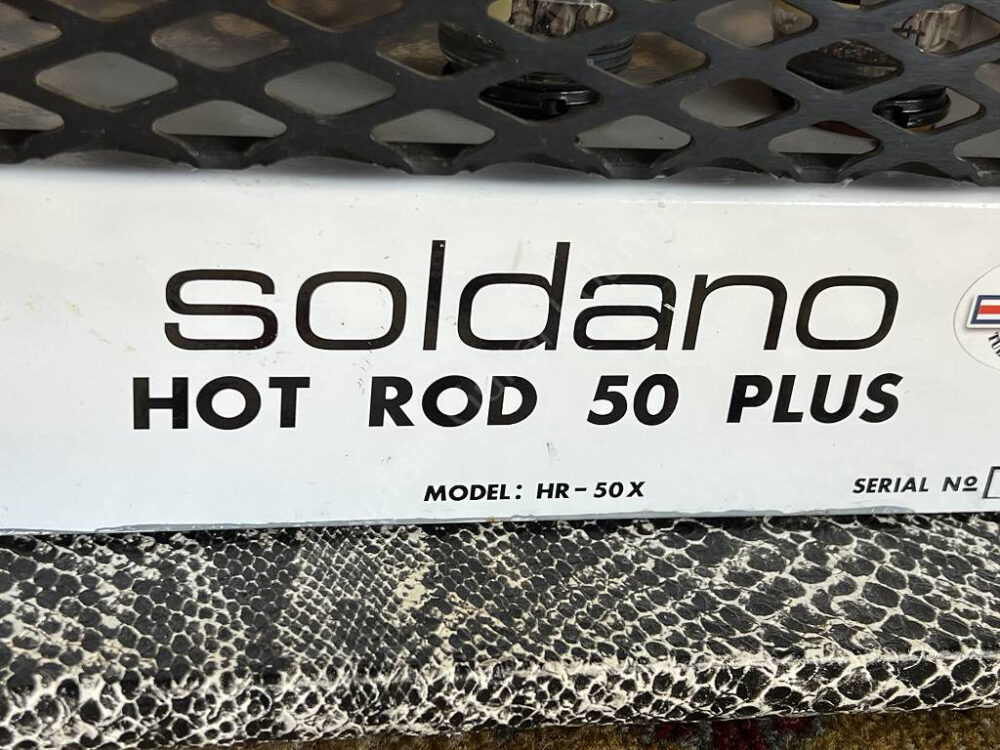 soldano
HOT ROD 50 PLUS
MODEL: HR-50X
SERIAL Nº